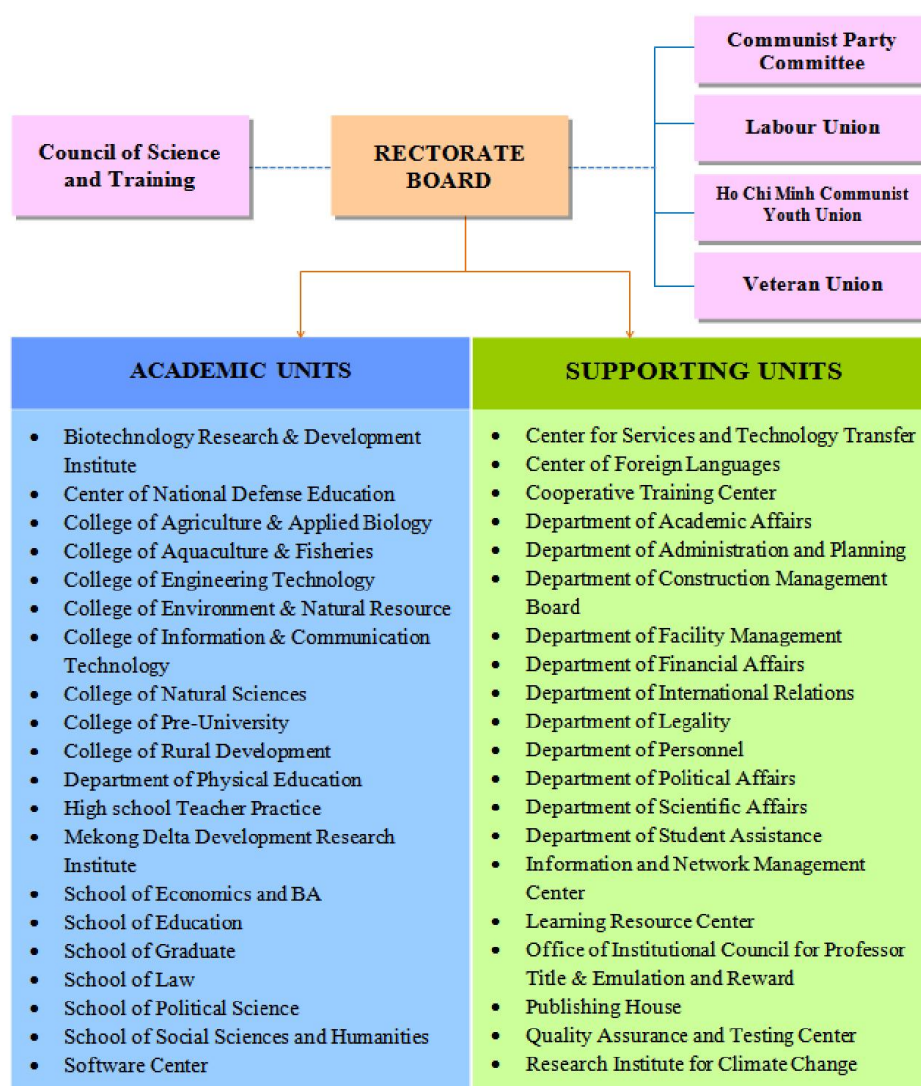 Communist Party
Committee
Labour Union
Ho Chi Minh Communist
Youth Union
Veteran Union
Council of Science
and Training
RECTORATE
BOARD
ACADEMIC UNITS
• Biotechnology Research & Development
Institute
• Center of National Defense Education
• College of Agriculture & Applied Biology
• College of Aquaculture & Fisheries
• College of Engineering Technology
• College of Environment & Natural Resource
• College of Information & Communication
Technology
• College of Natural Sciences
• College of Pre-University
• College of Rural Development
• Department of Physical Education
• High school Teacher Practice
• Mekong Delta Development Research
Institute
• School of Economics and BA
• School of Education
• School of Graduate
• School of Law
• School of Political Science
• School of Social Sciences and Humanities
• Software Center
SUPPORTING UNITS
• Center for Services and Technology Transfer
• Center of Foreign Languages
• Cooperative Training Center
• Department of Academic Affairs
• Department of Administration and Planning
• Department of Construction Management
Board
• Department of Facility Management
• Department of Financial Affairs
• Department of International Relations
• Department of Legality
• Department of Personnel
• Department of Political Affairs
• Department of Scientific Affairs
• Department of Student Assistance
• Information and Network Management
Center
• Learning Resource Center
• Office of Institutional Council for Professor
Title & Emulation and Reward
• Publishing House
• Quality Assurance and Testing Center
• Research Institute for Climate Change